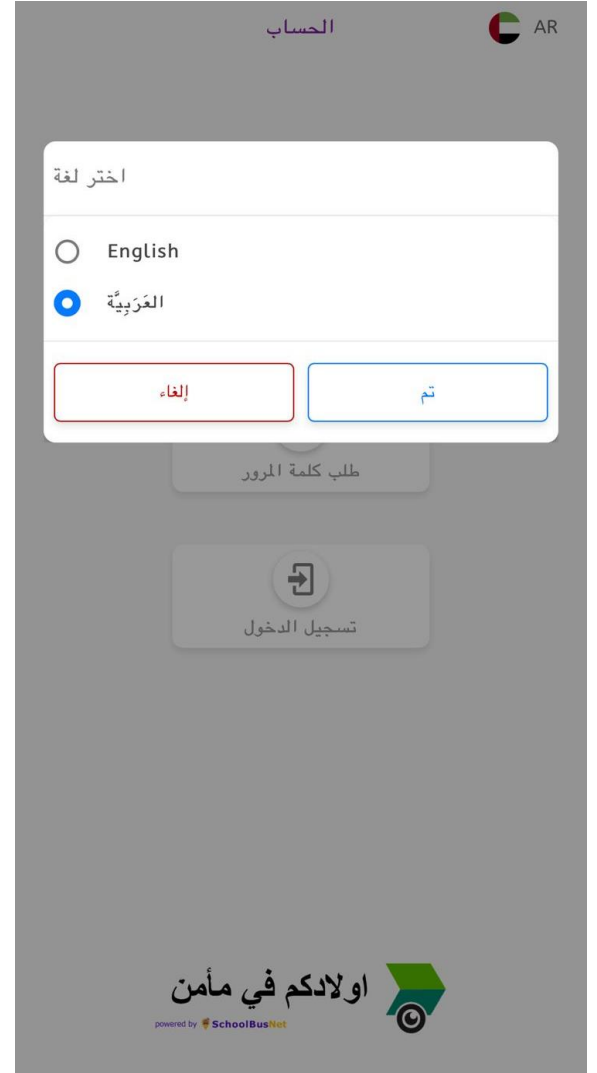 الحساب
AR
اختر لغة
English
العَرَبِيَّة
إلغاء
تم
طلب كلمة المرور
تسجيل الدخول
اولادكم في مأمن
powered by SchoolBusNet